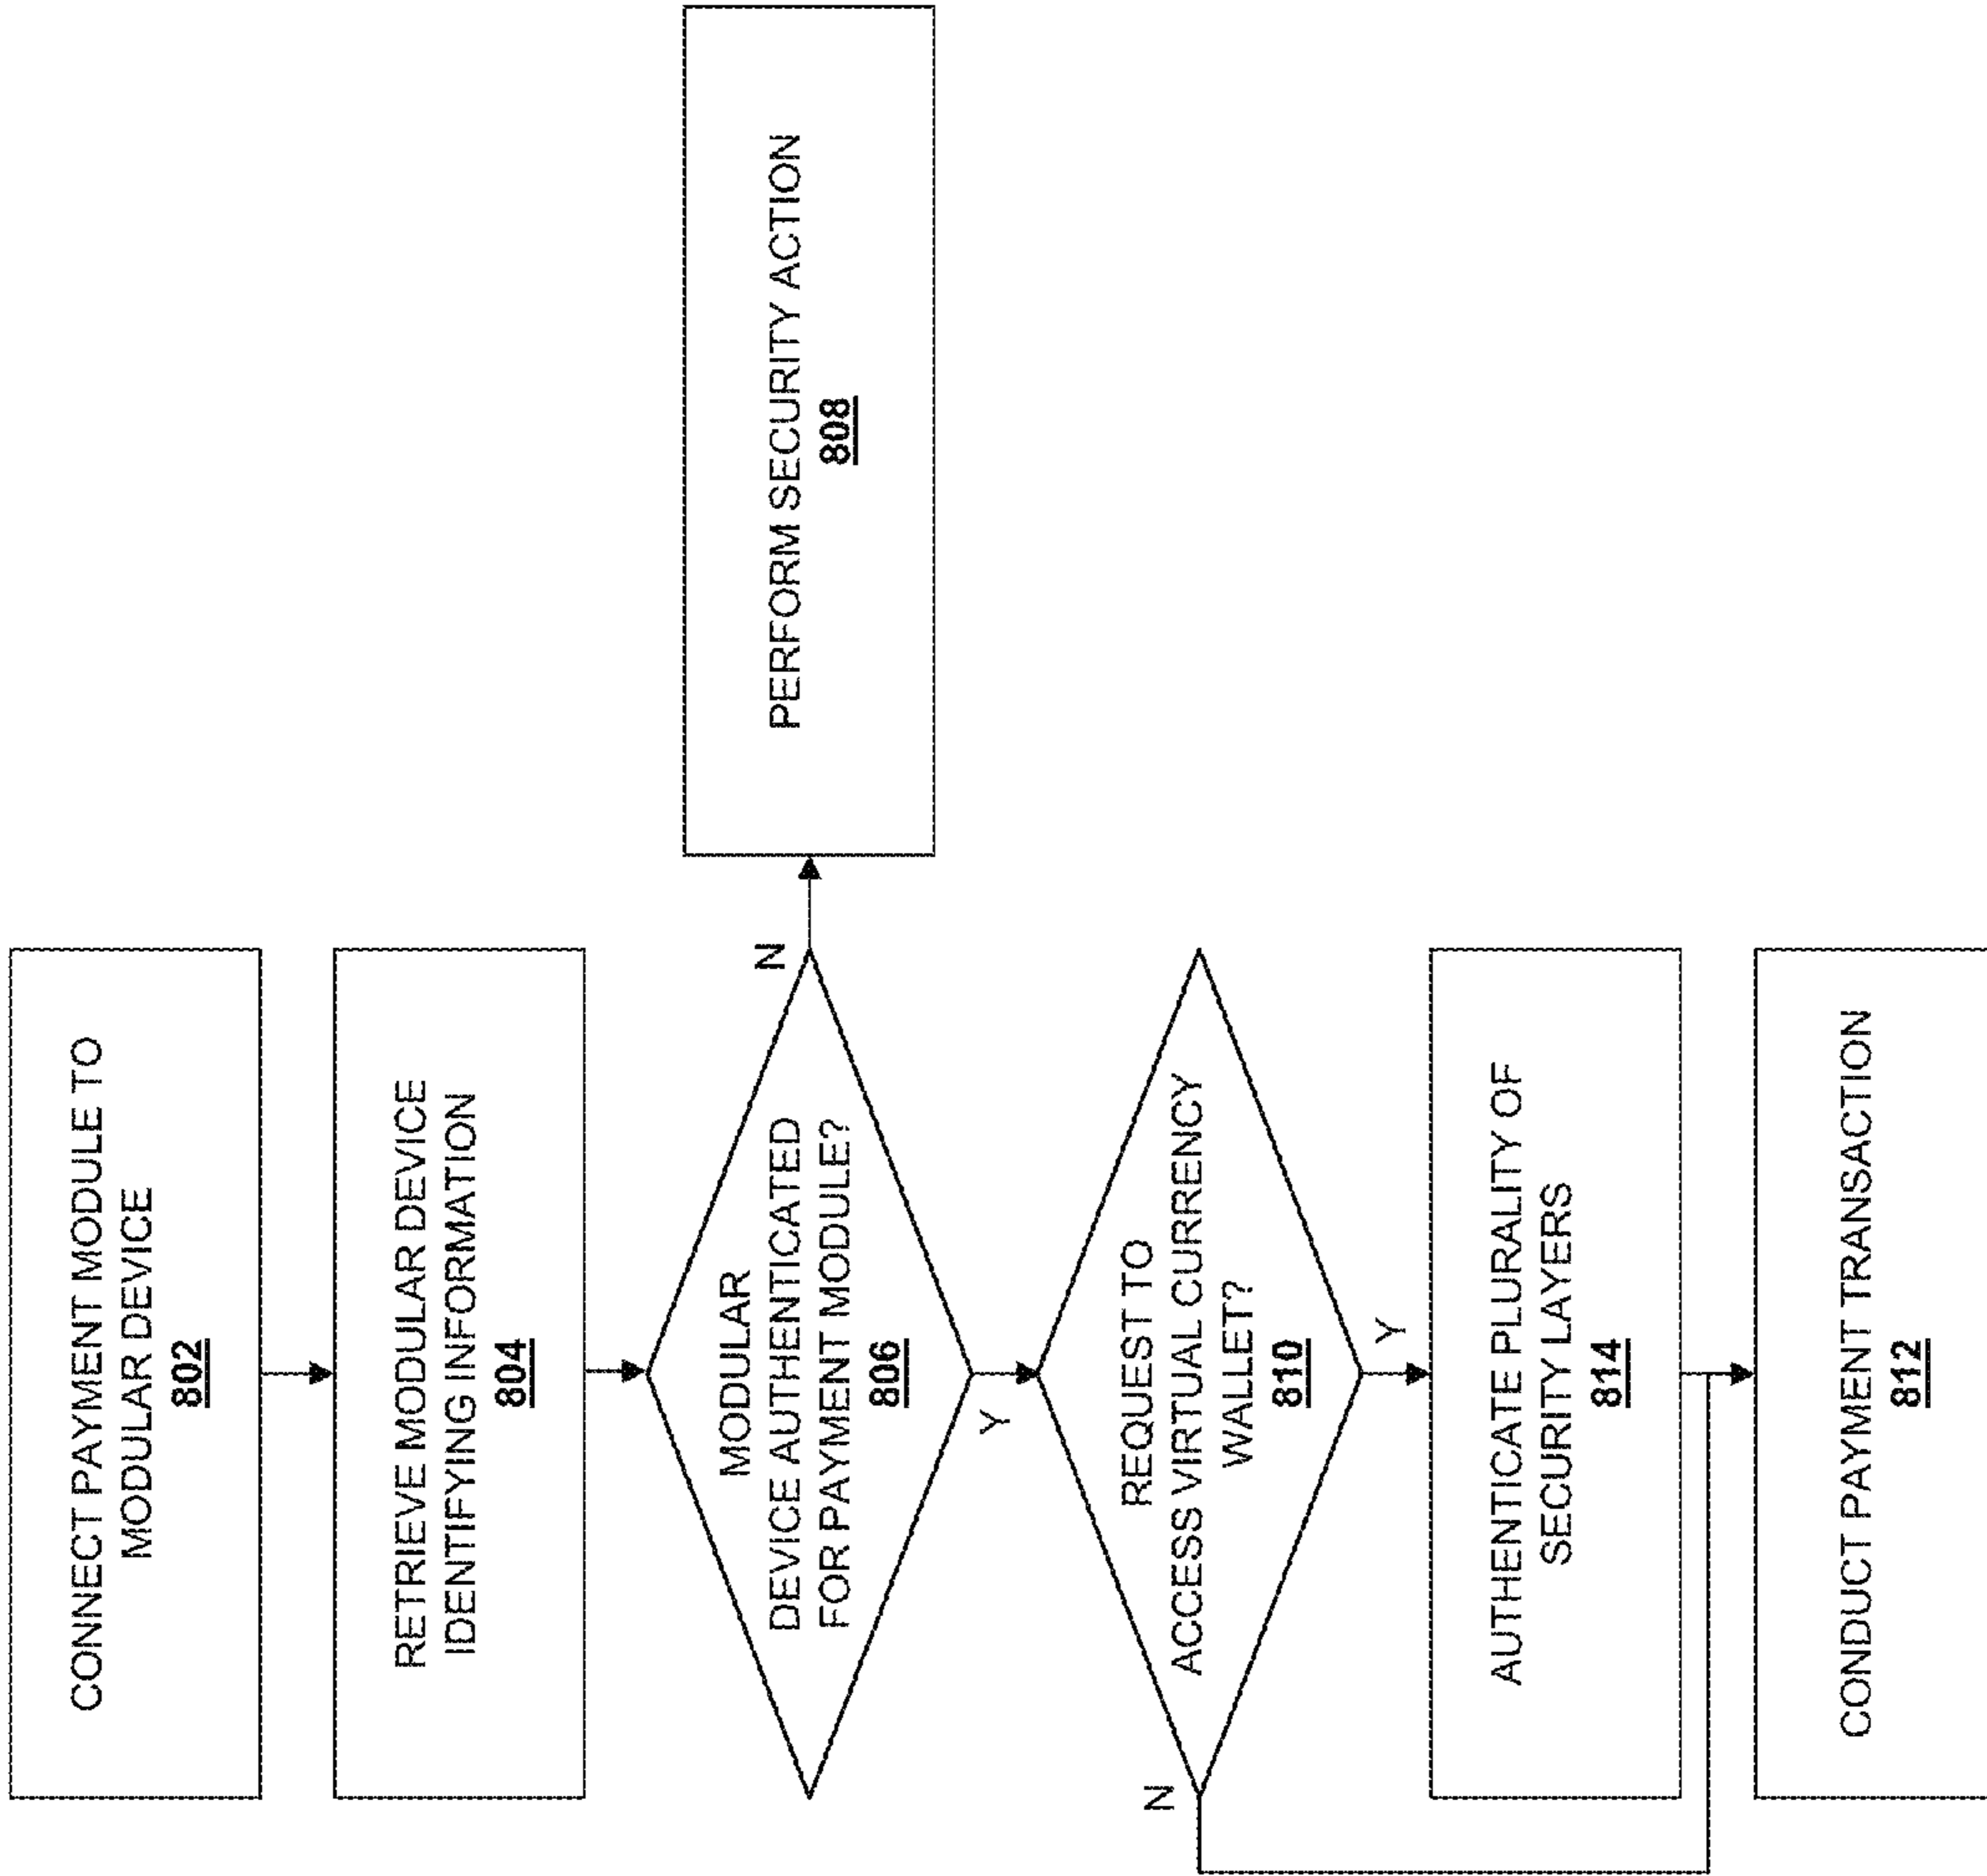 CONNECT PAYMENT MODULE TO
MODULAR DEVICE
802
RETRIEVE MODULAR DEVICE
IDENTIFYING INFORMATION
804
MODULAR
DEVICE AUTHENTICATED
FOR PAYMENT MODULE?
806
N
PERFORM SECURITY ACTION
808
Y
REQUEST TO
ACCESS VIRTUAL CURRENCY
WALLET?
810
N
Y
AUTHENTICATE PLURALITY OF
SECURITY LAYERS
814
CONDUCT PAYMENT TRANSACTION
812